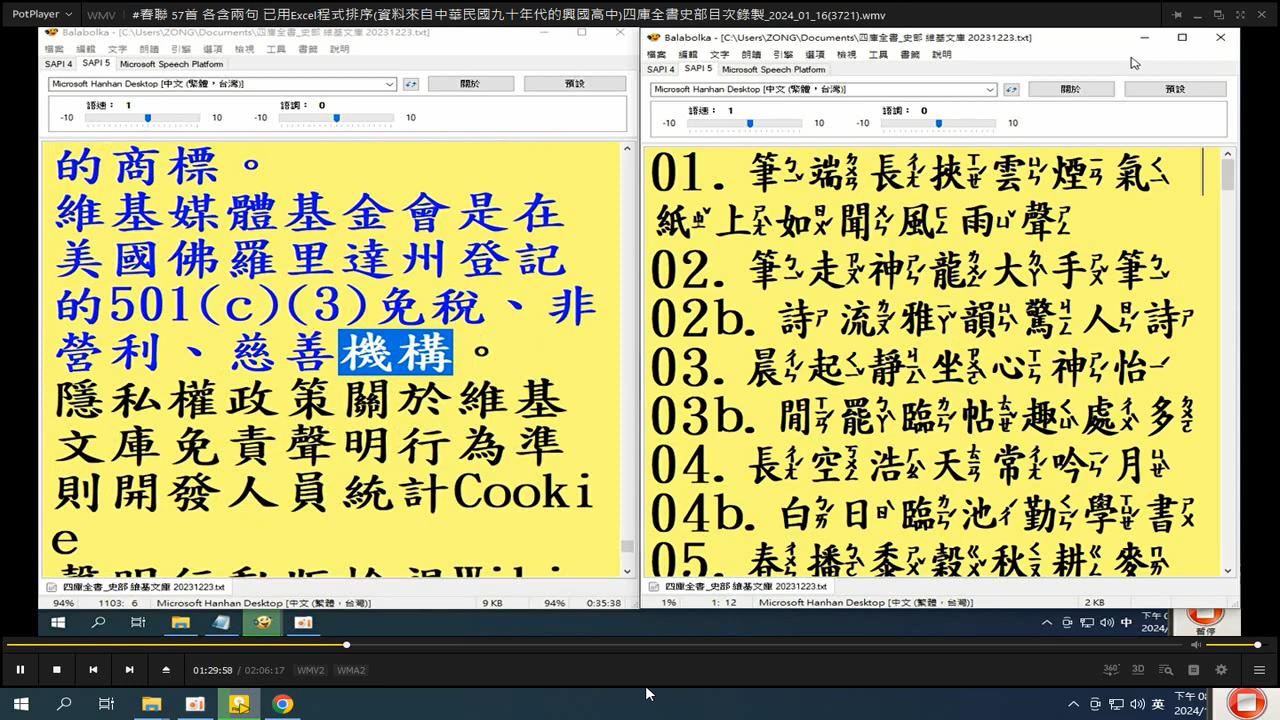 PotPlayer
WMV
#春聯 57首 各含兩句 已用Excel程式排序(資料來自中華民國九十年代的興國高中)四庫全書史部目次錄製_2024_01_16(3721).wmv
Balabolka - [C:\Users\ZONG\Documents\四庫全書_史部 維基文庫 20231223.txt]
檔案 編輯 文字 朗讀 引擎 選項 檢視 工具 書籤 說明
SAPI 4 SAPI 5 Microsoft Speech Platform
Microsoft Hanhan Desktop [中文 (繁體，台灣)] 關於 預設
語速： 1 語調： 0
-10 10 -10 10
的商標。
維基媒體基金會是在
美國佛羅里達州登記
的501(c)(3)免稅、非
營利、慈善機構。
隱私權政策關於維基
文庫免責聲明行為準
則開發人員統計Cooki
e
四庫全書_史部 維基文庫 20231223.txt
94% 1103: 6 Microsoft Hanhan Desktop [中文 (繁體，台灣)] 9 KB 94% 0:35:38
Balabolka - [C:\Users\ZONG\Documents\四庫全書_史部 維基文庫 20231223.txt]
檔案 編輯 文字 朗讀 引擎 選項 檢視 工具 書籤 說明
SAPI 4 SAPI 5 Microsoft Speech Platform
Microsoft Hanhan Desktop [中文 (繁體，台灣)] 關於 預設
語速： 1 語調： 0
-10 10 -10 10
01. 筆端長挾雲煙氣
紙上如聞風雨聲
02. 筆走神龍大手筆
02b. 詩流雅韻驚人詩
03. 晨起靜坐心神怡
03b. 閒罷臨帖趣處多
04. 長空浩天常吟月
04b. 白日臨池勤學書
05. 春播黍穀秋耕麥
四庫全書_史部 維基文庫 20231223.txt
1% 1: 12 Microsoft Hanhan Desktop [中文 (繁體，台灣)] 2 KB
中 下午 0
2024/
暫停
01:29:58 / 02:06:17 WMV2 WMA2
360° 3D
英 下午 08
2024/